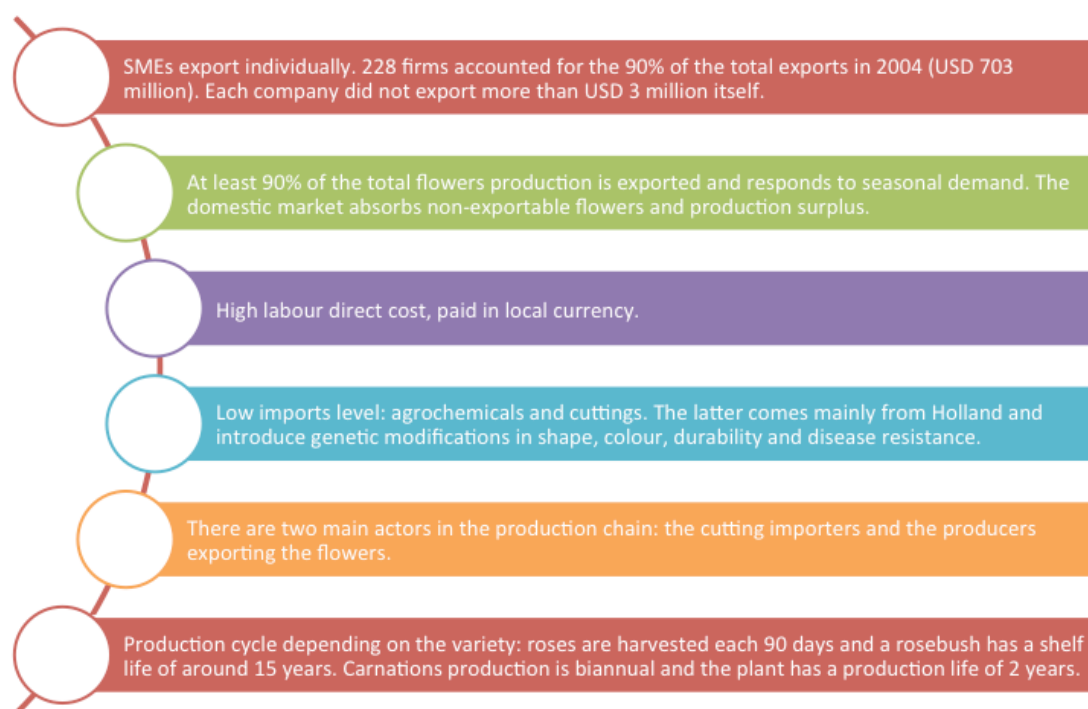 SMEs export individually. 228 firms accounted for the 90% of the total exports in 2004 (USD 703
million). Each company did not export more than USD 3 million itself.
At least 90% of the total flowers production is exported and responds to seasonal demand. The
domestic market absorbs non-exportable flowers and production surplus.
High labour direct cost, paid in local currency.
Low imports level: agrochemicals and cuttings. The latter comes mainly from Holland and
introduce genetic modifications in shape, colour, durability and disease resistance.
There are two main actors in the production chain: the cutting importers and the producers
exporting the flowers.
Production cycle depending on the variety: roses are harvested each 90 days and a rosebush has a shelf
life of around 15 years. Carnations production is biannual and the plant has a production life of 2 years.